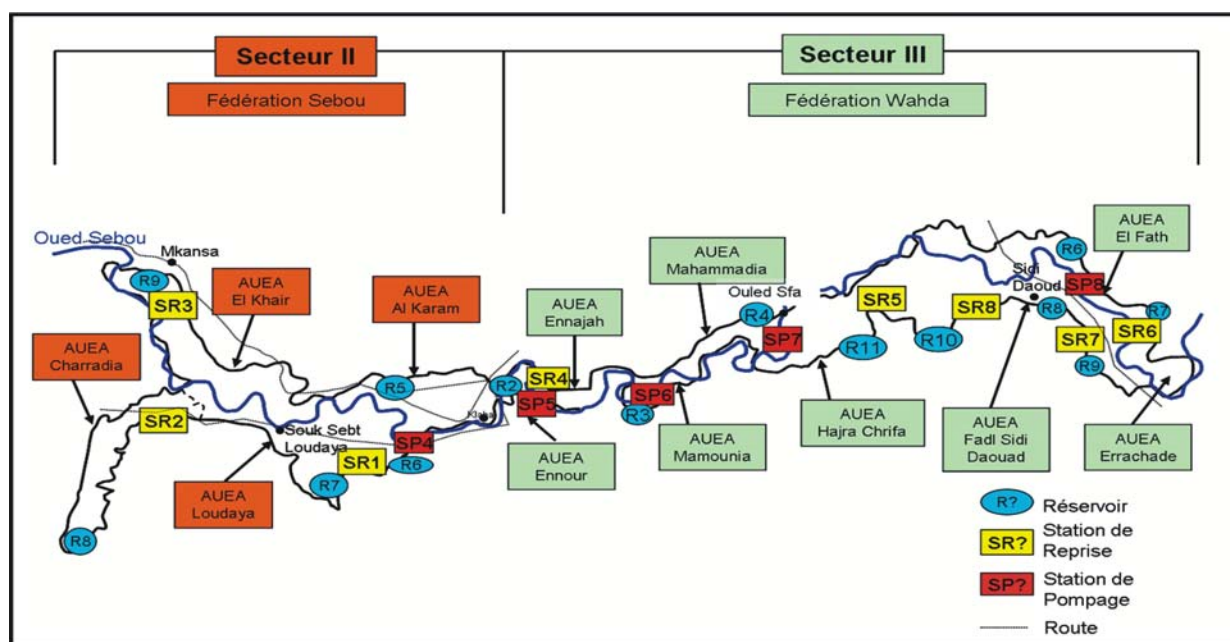 Secteur II
Secteur III
Fédération Sebou
Fédération Wahda
Oued Sebou
Mkansa
R9
SR3
AUEA
El Khair
AUEA
Al Karam
AUEA
Ennajah
AUEA
Mahammadia
Ouled Sfa
R4
SP7
SR5
R11
R10
SR8
Sidi
Daoud
R8
R6
AUEA
El Fath
SP8
R7
SR6
SR7
R9
AUEA
Charradia
SR2
R5
R2
SR4
SP5
SP6
R3
Souk Sebt
Loudaya
SP4
SR1
R6
R7
R8
AUEA
Loudaya
AUEA
Ennour
AUEA
Mamounia
AUEA
Hajra Chrifa
AUEA
Fadl Sidi
Daouad
AUEA
Errachade
R?
Réservoir
SR?
Station de
Reprise
SP?
Station de
Pompage
Route